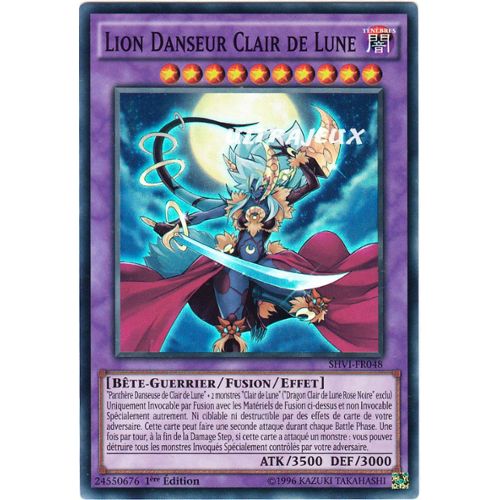 Lion Danseur Clair de Lune
TÉNÈBRES
闇
ULTRAJEUX
SHVI-FR048
[Bête-Guerrier/Fusion/Effet]
"Panthère Danseuse de Clair de Lune" + 2 monstres "Clair de Lune" ("Dragon Clair de Lune Rose Noire" exclu)
Uniquement Invocable par Fusion avec les Matériels de Fusion ci-dessus et non Invocable
Spécialement autrement. Ni ciblable ni destructible par des effets de carte de votre
adversaire. Cette carte peut faire une seconde attaque durant chaque Battle Phase. Une
fois par tour, à la fin de la Damage Step, si cette carte a attaqué un monstre : vous pouvez
détruire tous les monstres Invoqués Spécialement contrôlés par votre adversaire.
ATK/3500 DEF/3000
24550676 1ère Édition ©1996 KAZUKI TAKAHASHI